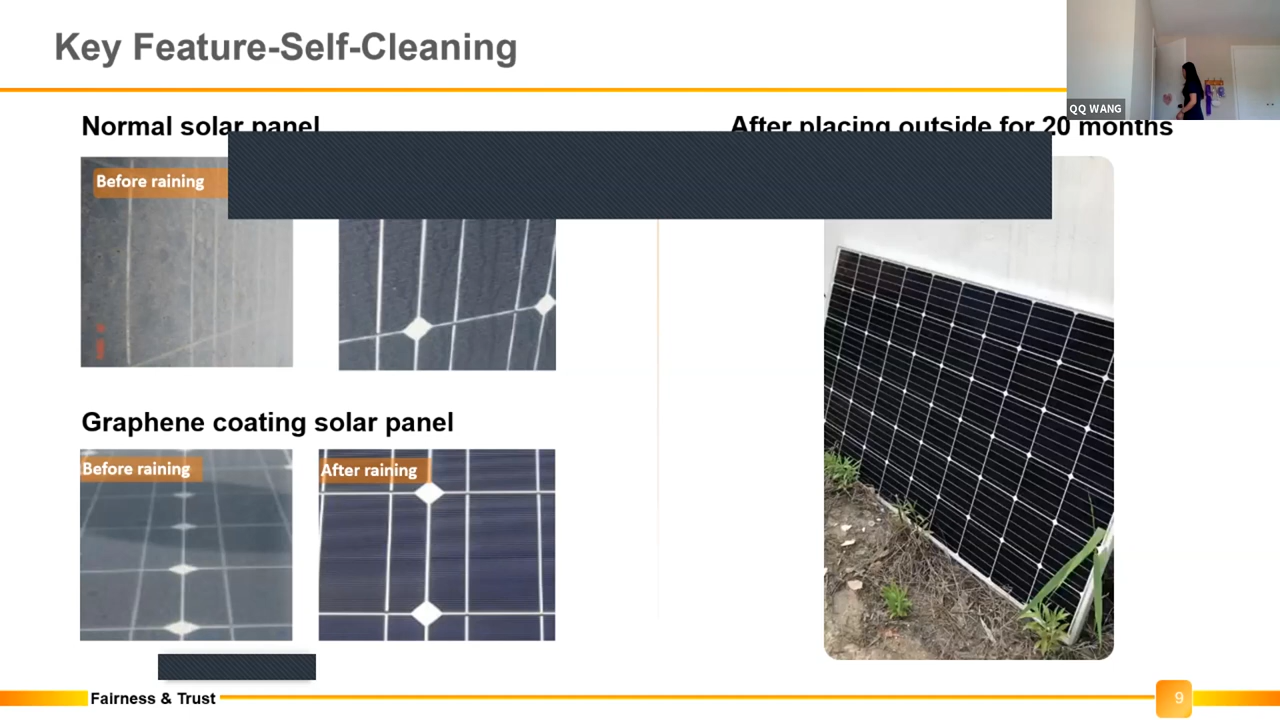 Key Feature-Self-Cleaning
QQ WANG
Normal solar panel
After placing outside for 20 months
Before raining
Graphene coating solar panel
Before raining
After raining
Fairness & Trust
9